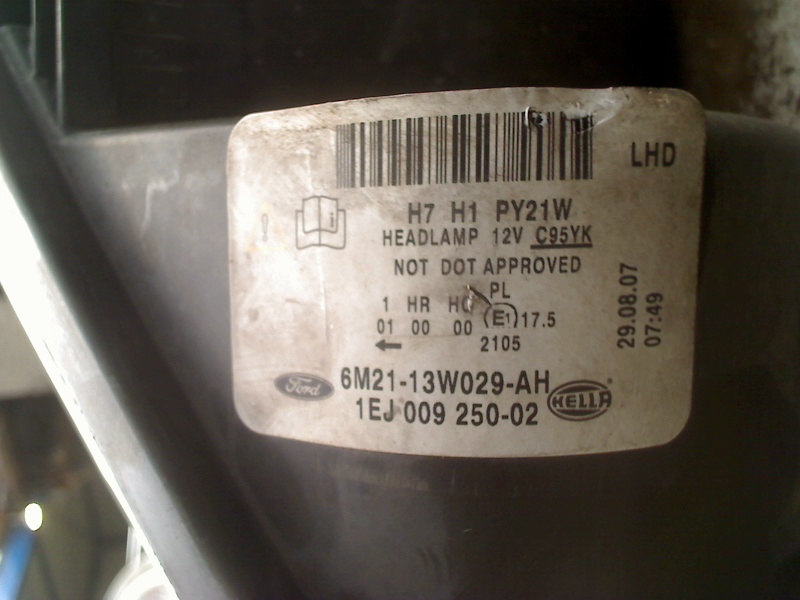 LHD
H7 H1 PY21W
HEADLAMP 12V C95YK
NOT DOT APPROVED
PL
1 HR HC E1 17.5
01 00 00
2105
29.08.07
07:49
Ford 6M21-13W029-AH
1EJ 009 250-02 HELLA